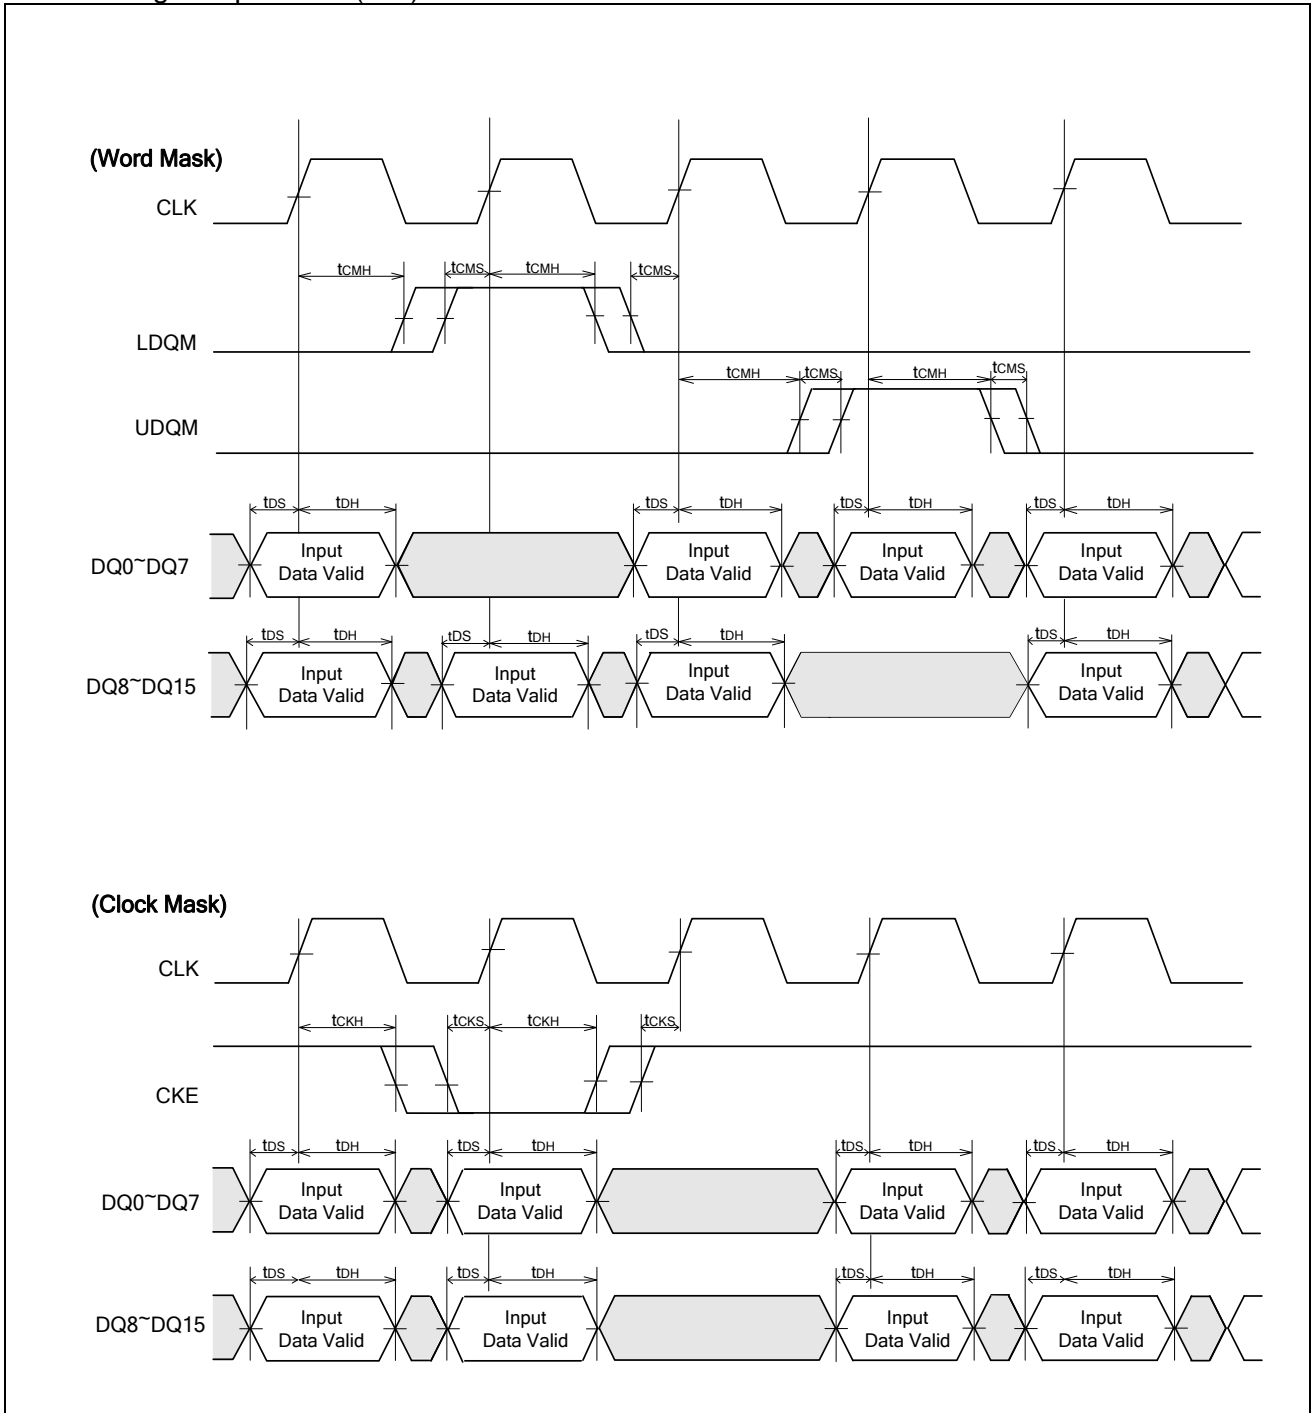 (Word Mask)
CLK
tCMH tCMS tCMH tCMS
LDQM
tCMH tCMS tCMH tCMS
UDQM
tDS tDH tDS tDH tDS tDH tDS tDH
DQ0~DQ7
Input Data Valid
Input Data Valid
Input Data Valid
Input Data Valid
tDS tDH tDS tDH tDS tDH tDS tDH
DQ8~DQ15
Input Data Valid
Input Data Valid
Input Data Valid
Input Data Valid
(Clock Mask)
CLK
tCKH tCKS tCKH tCKS
CKE
tDS tDH tDS tDH tDS tDH tDS tDH
DQ0~DQ7
Input Data Valid
Input Data Valid
Input Data Valid
Input Data Valid
tDS tDH tDS tDH tDS tDH tDS tDH
DQ8~DQ15
Input Data Valid
Input Data Valid
Input Data Valid
Input Data Valid